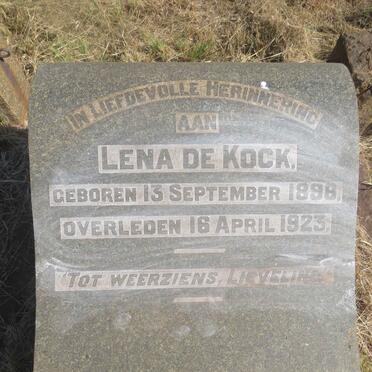 IN LIEFDEVOLLE HERINNERING
AAN
LENA DE KOCK,
GEBOREN 13 SEPTEMBER 1898,
OVERLEDEN 16 APRIL 1923.
"TOT WEERZIENS, LIEVELING."